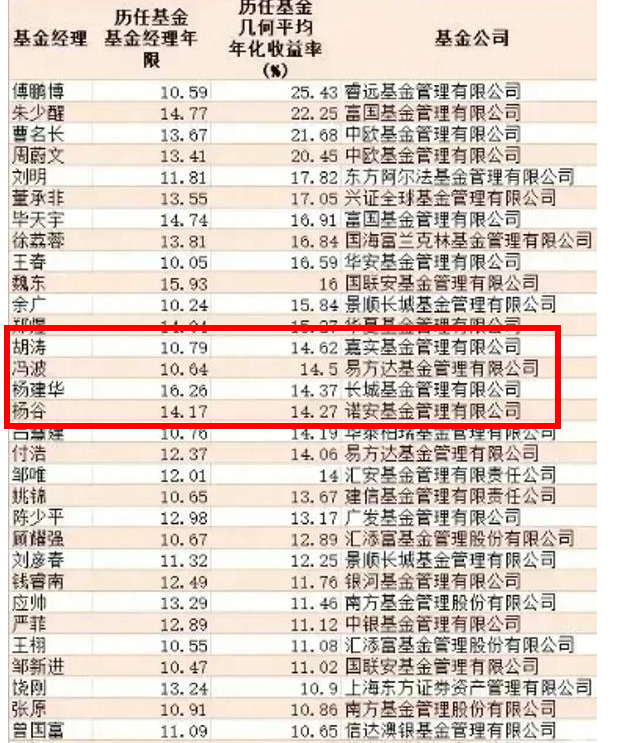 基金经理
历任基金
基金经理年
限
历任基金
几何平均
年化收益率
(%)
基金公司
傅鹏博 10.59 25.43 睿远基金管理有限公司
朱少醒 14.77 22.25 富国基金管理有限公司
曹名长 13.67 21.68 中欧基金管理有限公司
周蔚文 13.41 20.45 中欧基金管理有限公司
刘明 11.81 17.82 东方阿尔法基金管理有限公司
董承非 13.55 17.05 兴证全球基金管理有限公司
毕天宇 14.74 16.91 富国基金管理有限公司
徐荔蓉 13.81 16.84 国海富兰克林基金管理有限公司
王春 10.05 16.59 华安基金管理有限公司
魏东 15.93 16 国联安基金管理有限公司
余广 10.24 15.84 景顺长城基金管理有限公司
华夏基金管理有限公司
胡涛 10.79 14.62 嘉实基金管理有限公司
冯波 10.64 14.5 易方达基金管理有限公司
杨建华 16.26 14.37 长城基金管理有限公司
杨谷 14.17 14.27 诺安基金管理有限公司
吕慧建 10.76 14.19 华泰柏瑞基金管理有限公司
付浩 12.37 14.06 易方达基金管理有限公司
邹唯 12.01 14 汇安基金管理有限责任公司
姚锦 10.65 13.67 建信基金管理有限责任公司
陈少平 12.98 13.17 广发基金管理有限公司
顾耀强 10.67 12.89 汇添富基金管理股份有限公司
刘彦春 11.32 12.25 景顺长城基金管理有限公司
钱睿南 12.49 11.76 银河基金管理有限公司
应帅 13.29 11.46 南方基金管理股份有限公司
严菲 12.89 11.12 中银基金管理有限公司
王栩 10.55 11.08 汇添富基金管理股份有限公司
邹新进 10.47 11.02 国联安基金管理有限公司
饶刚 13.24 10.9 上海东方证券资产管理有限公司
张原 10.91 10.86 南方基金管理股份有限公司
曾国富 11.09 10.65 信达澳银基金管理有限公司